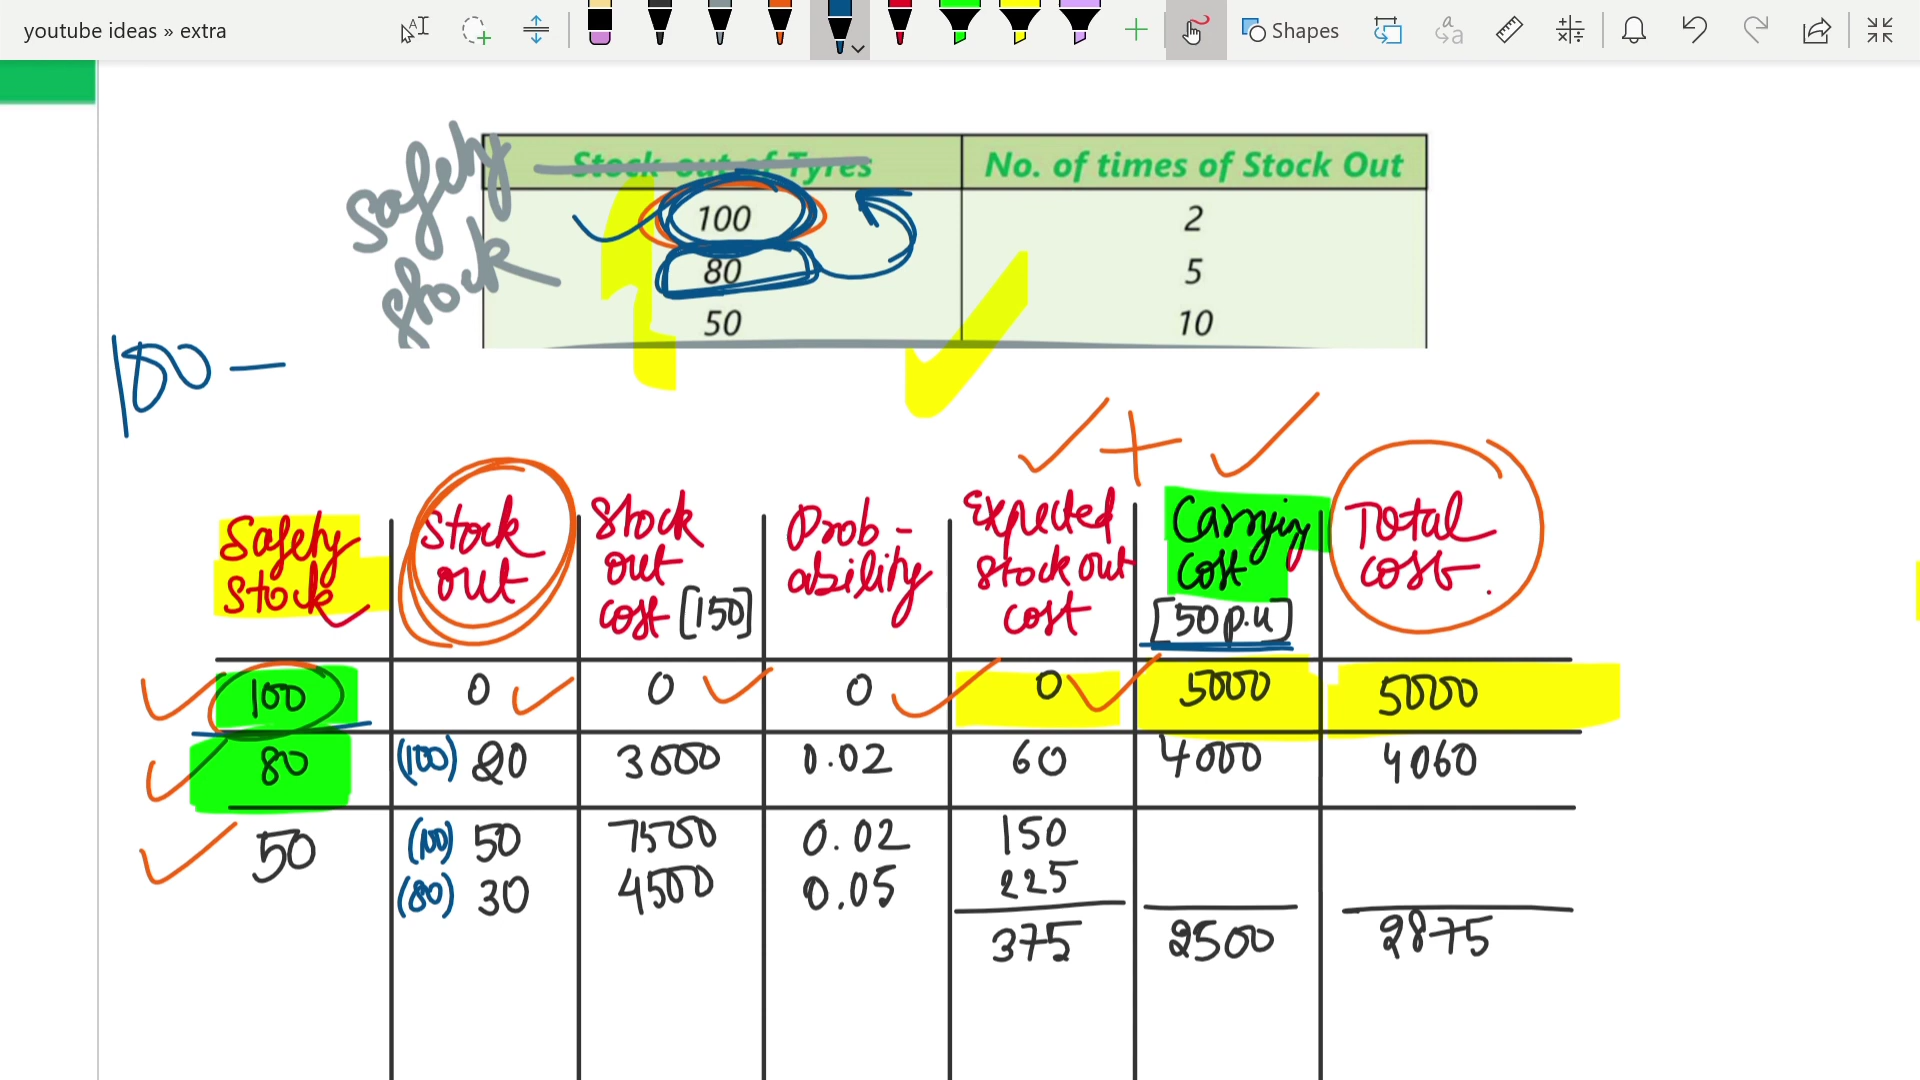 youtube ideas » extra
Shapes
Safety
stock
Stock out of Tyres No. of times of Stock Out
100 2
80 5
50 10
100 —
✓ + ✓
Safety Stock
Stock out
Stock out cost [150]
Prob - ability
Expected stock out cost
Carrying cost [50 p.u]
Total cost.
100 0 0 0 0 5000 5000
80 (100) 20 3000 0.02 60 4000 4060
50 (100) 50 7500 0.02 150
(80) 30 4500 0.05 225
375 2500 2875